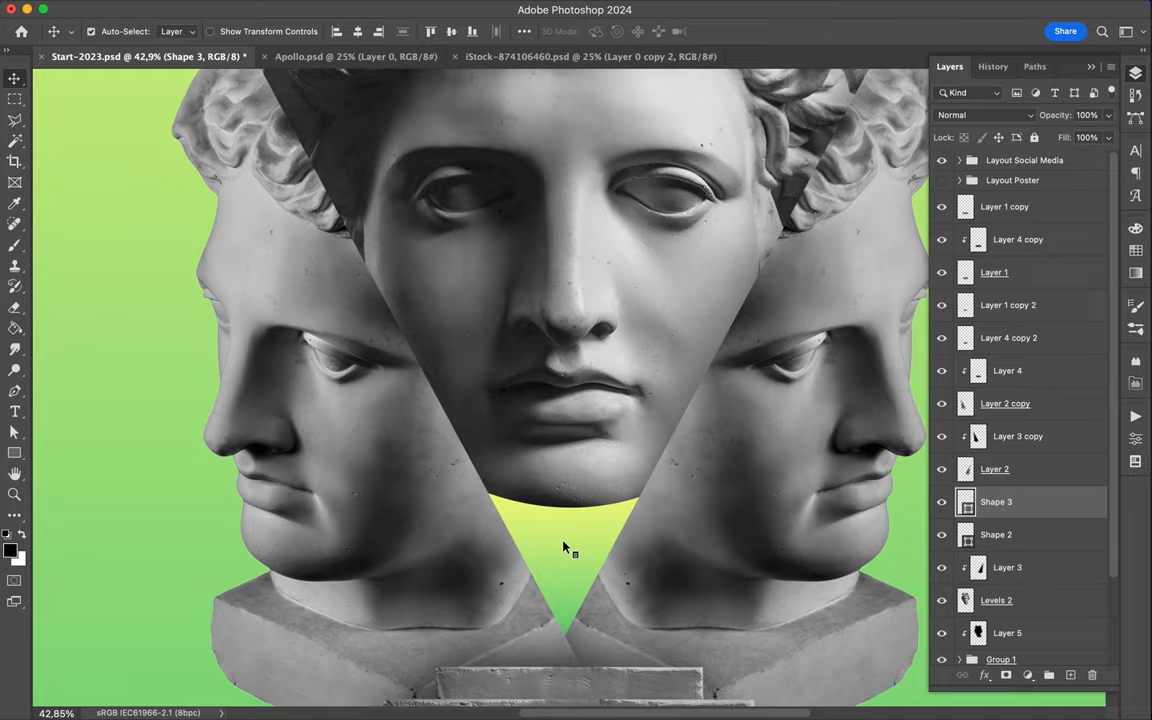 Adobe Photoshop 2024
Auto-Select: Layer Show Transform Controls ••• 3D Mode: Share
× Start-2023.psd @ 42,9% (Shape 3, RGB/8) * × Apollo.psd @ 25% (Layer 0, RGB/8#) × iStock-874106460.psd @ 25% (Layer 0 copy 2, RGB/8#)
Layers History Paths
Kind
Normal Opacity: 100%
Lock: Fill: 100%
Layout Social Media
Layout Poster
Layer 1 copy
Layer 4 copy
Layer 1
Layer 1 copy 2
Layer 4 copy 2
Layer 4
Layer 2 copy
Layer 3 copy
Layer 2
Shape 3
Shape 2
Layer 3
Levels 2
Layer 5
Group 1
42,85% sRGB IEC61966-2.1 (8bpc)